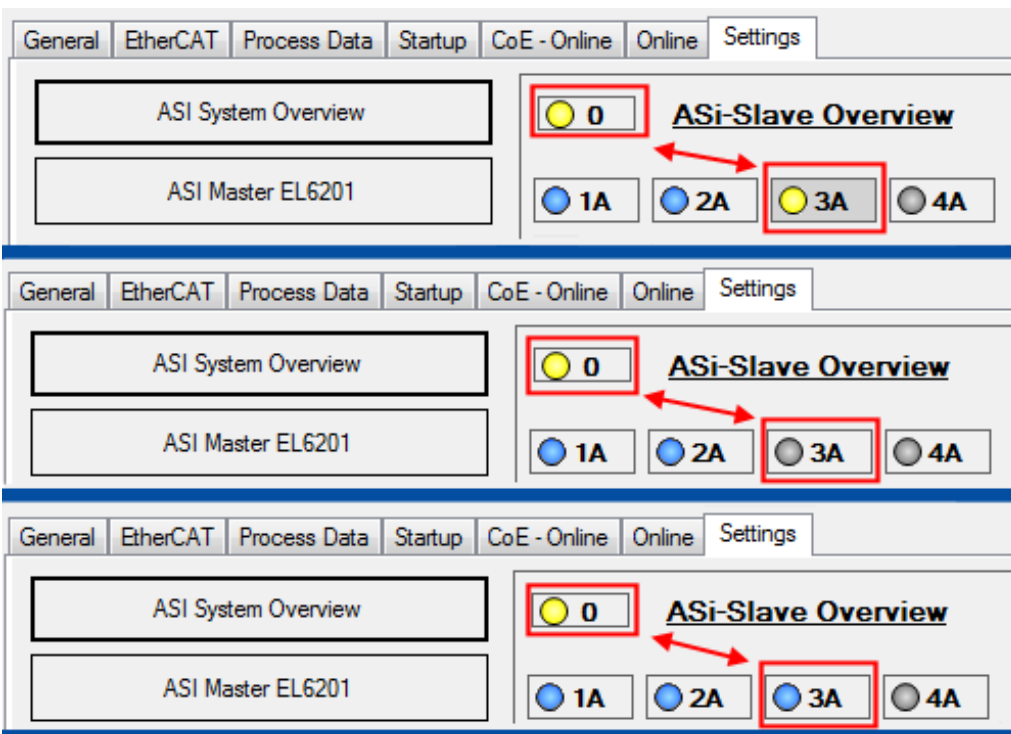 General EtherCAT Process Data Startup CoE - Online Online Settings
ASI System Overview 0 ASi-Slave Overview
ASI Master EL6201 1A 2A 3A 4A
General EtherCAT Process Data Startup CoE - Online Online Settings
ASI System Overview 0 ASi-Slave Overview
ASI Master EL6201 1A 2A 3A 4A
General EtherCAT Process Data Startup CoE - Online Online Settings
ASI System Overview 0 ASi-Slave Overview
ASI Master EL6201 1A 2A 3A 4A